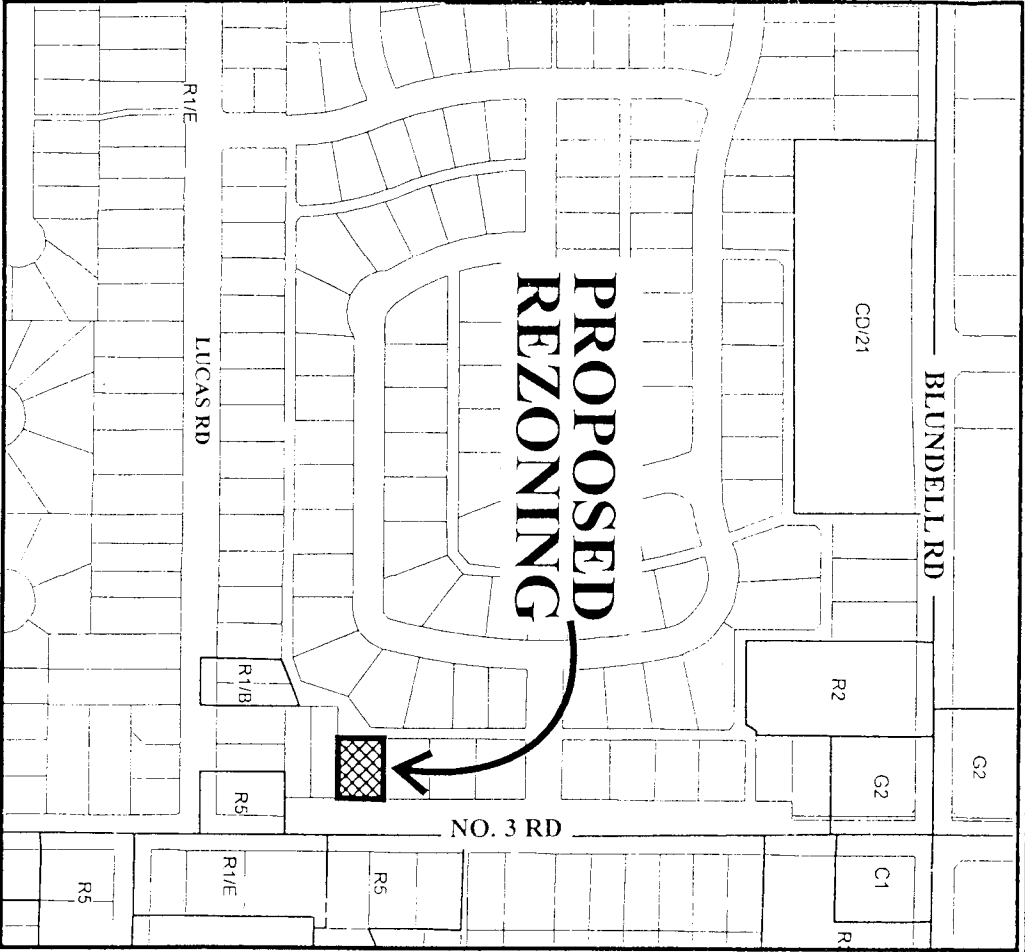 BLUNDELL RD
G2
CD/21
R2
G2
C1
R
PROPOSED
REZONING
NO. 3 RD
R1/E
LUCAS RD
R1/B
R5
R5
R1/E
R5